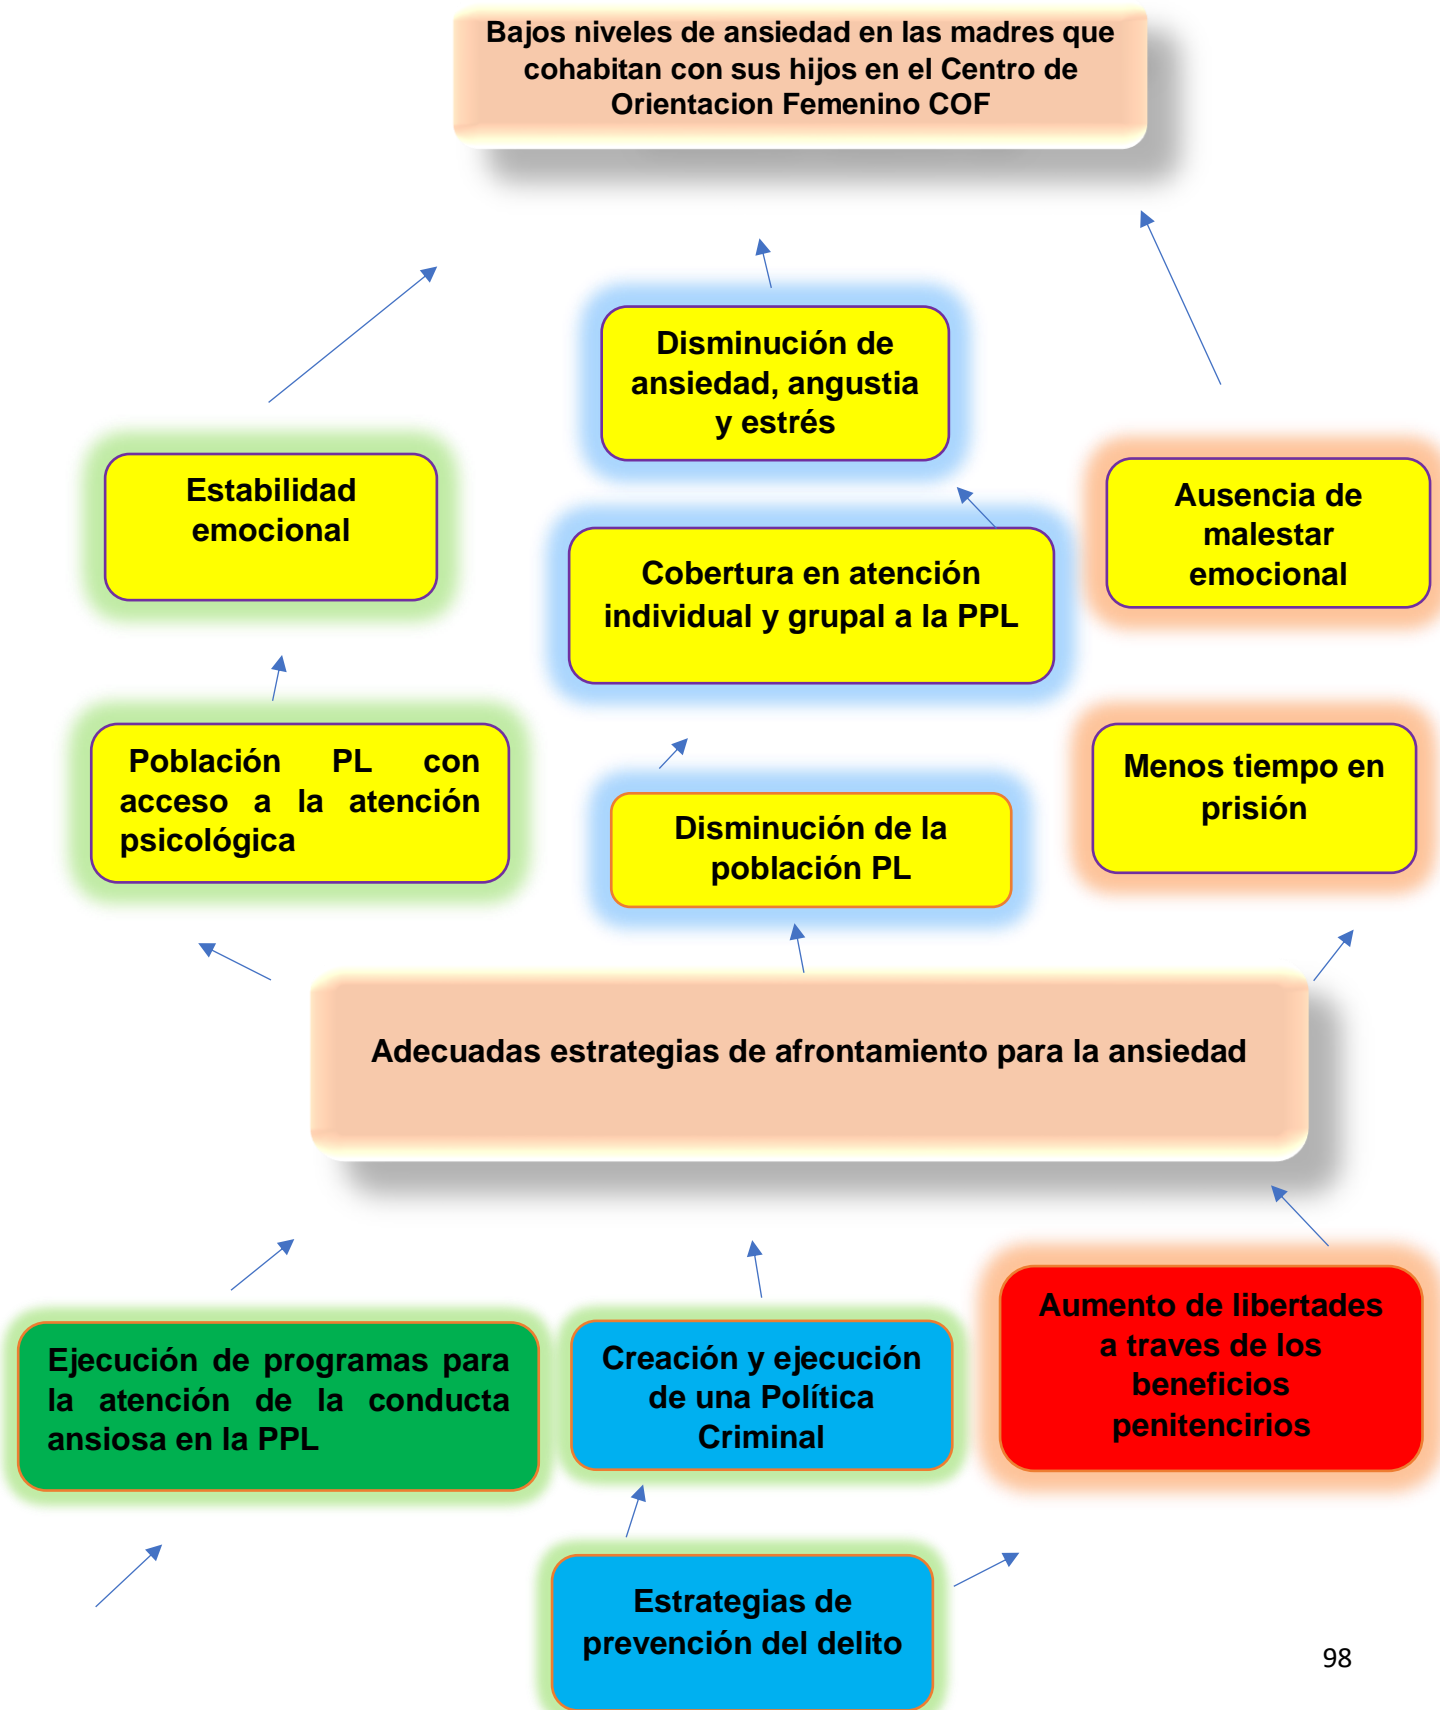 Bajos niveles de ansiedad en las madres que
cohabitan con sus hijos en el Centro de
Orientacion Femenino COF
Disminución de
ansiedad, angustia
y estrés
Estabilidad
emocional
Ausencia de
malestar
emocional
Cobertura en atención
individual y grupal a la PPL
Población PL con
acceso a la atención
psicológica
Menos tiempo en
prisión
Disminución de la
población PL
Adecuadas estrategias de afrontamiento para la ansiedad
Ejecución de programas para
la atención de la conducta
ansiosa en la PPL
Creación y ejecución
de una Política
Criminal
Aumento de libertades
a traves de los
beneficios
penitencirios
Estrategias de
prevención del delito
98